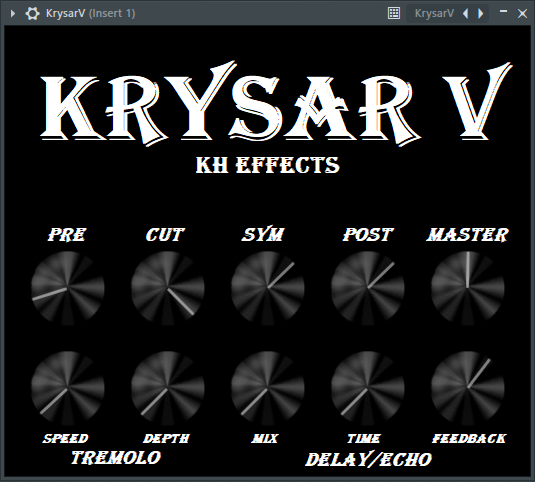 KrysarV (Insert 1) KrysarV
KRYSAR V
KH EFFECTS
PRE CUT SYM POST MASTER
SPEED DEPTH MIX TIME FEEDBACK
TREMOLO DELAY/ECHO